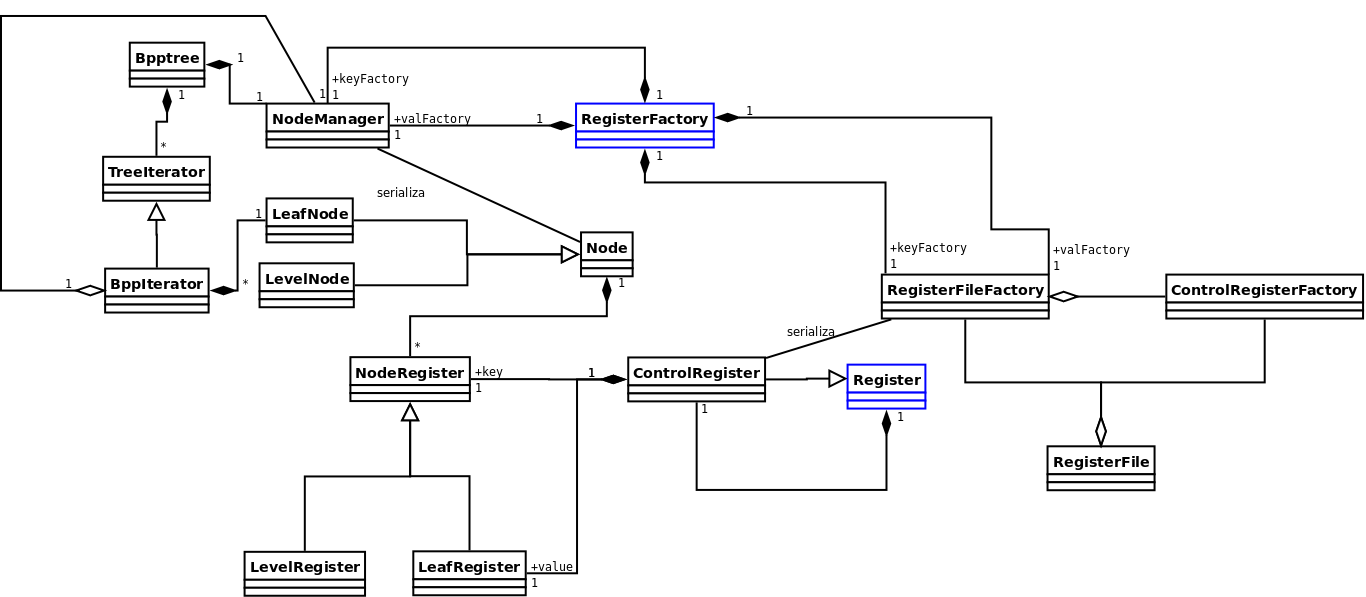 Bpptree
1
1
*
1
1
+keyFactory
1
NodeManager
+valFactory
1
1
1
RegisterFactory
1
1
TreeIterator
serializa
LeafNode
1
Node
1
LevelNode
*
BppIterator
1
+keyFactory
1
+valFactory
1
RegisterFileFactory
ControlRegisterFactory
serializa
*
NodeRegister
+key
1
1
ControlRegister
1
Register
1
RegisterFile
LevelRegister
LeafRegister
+value
1